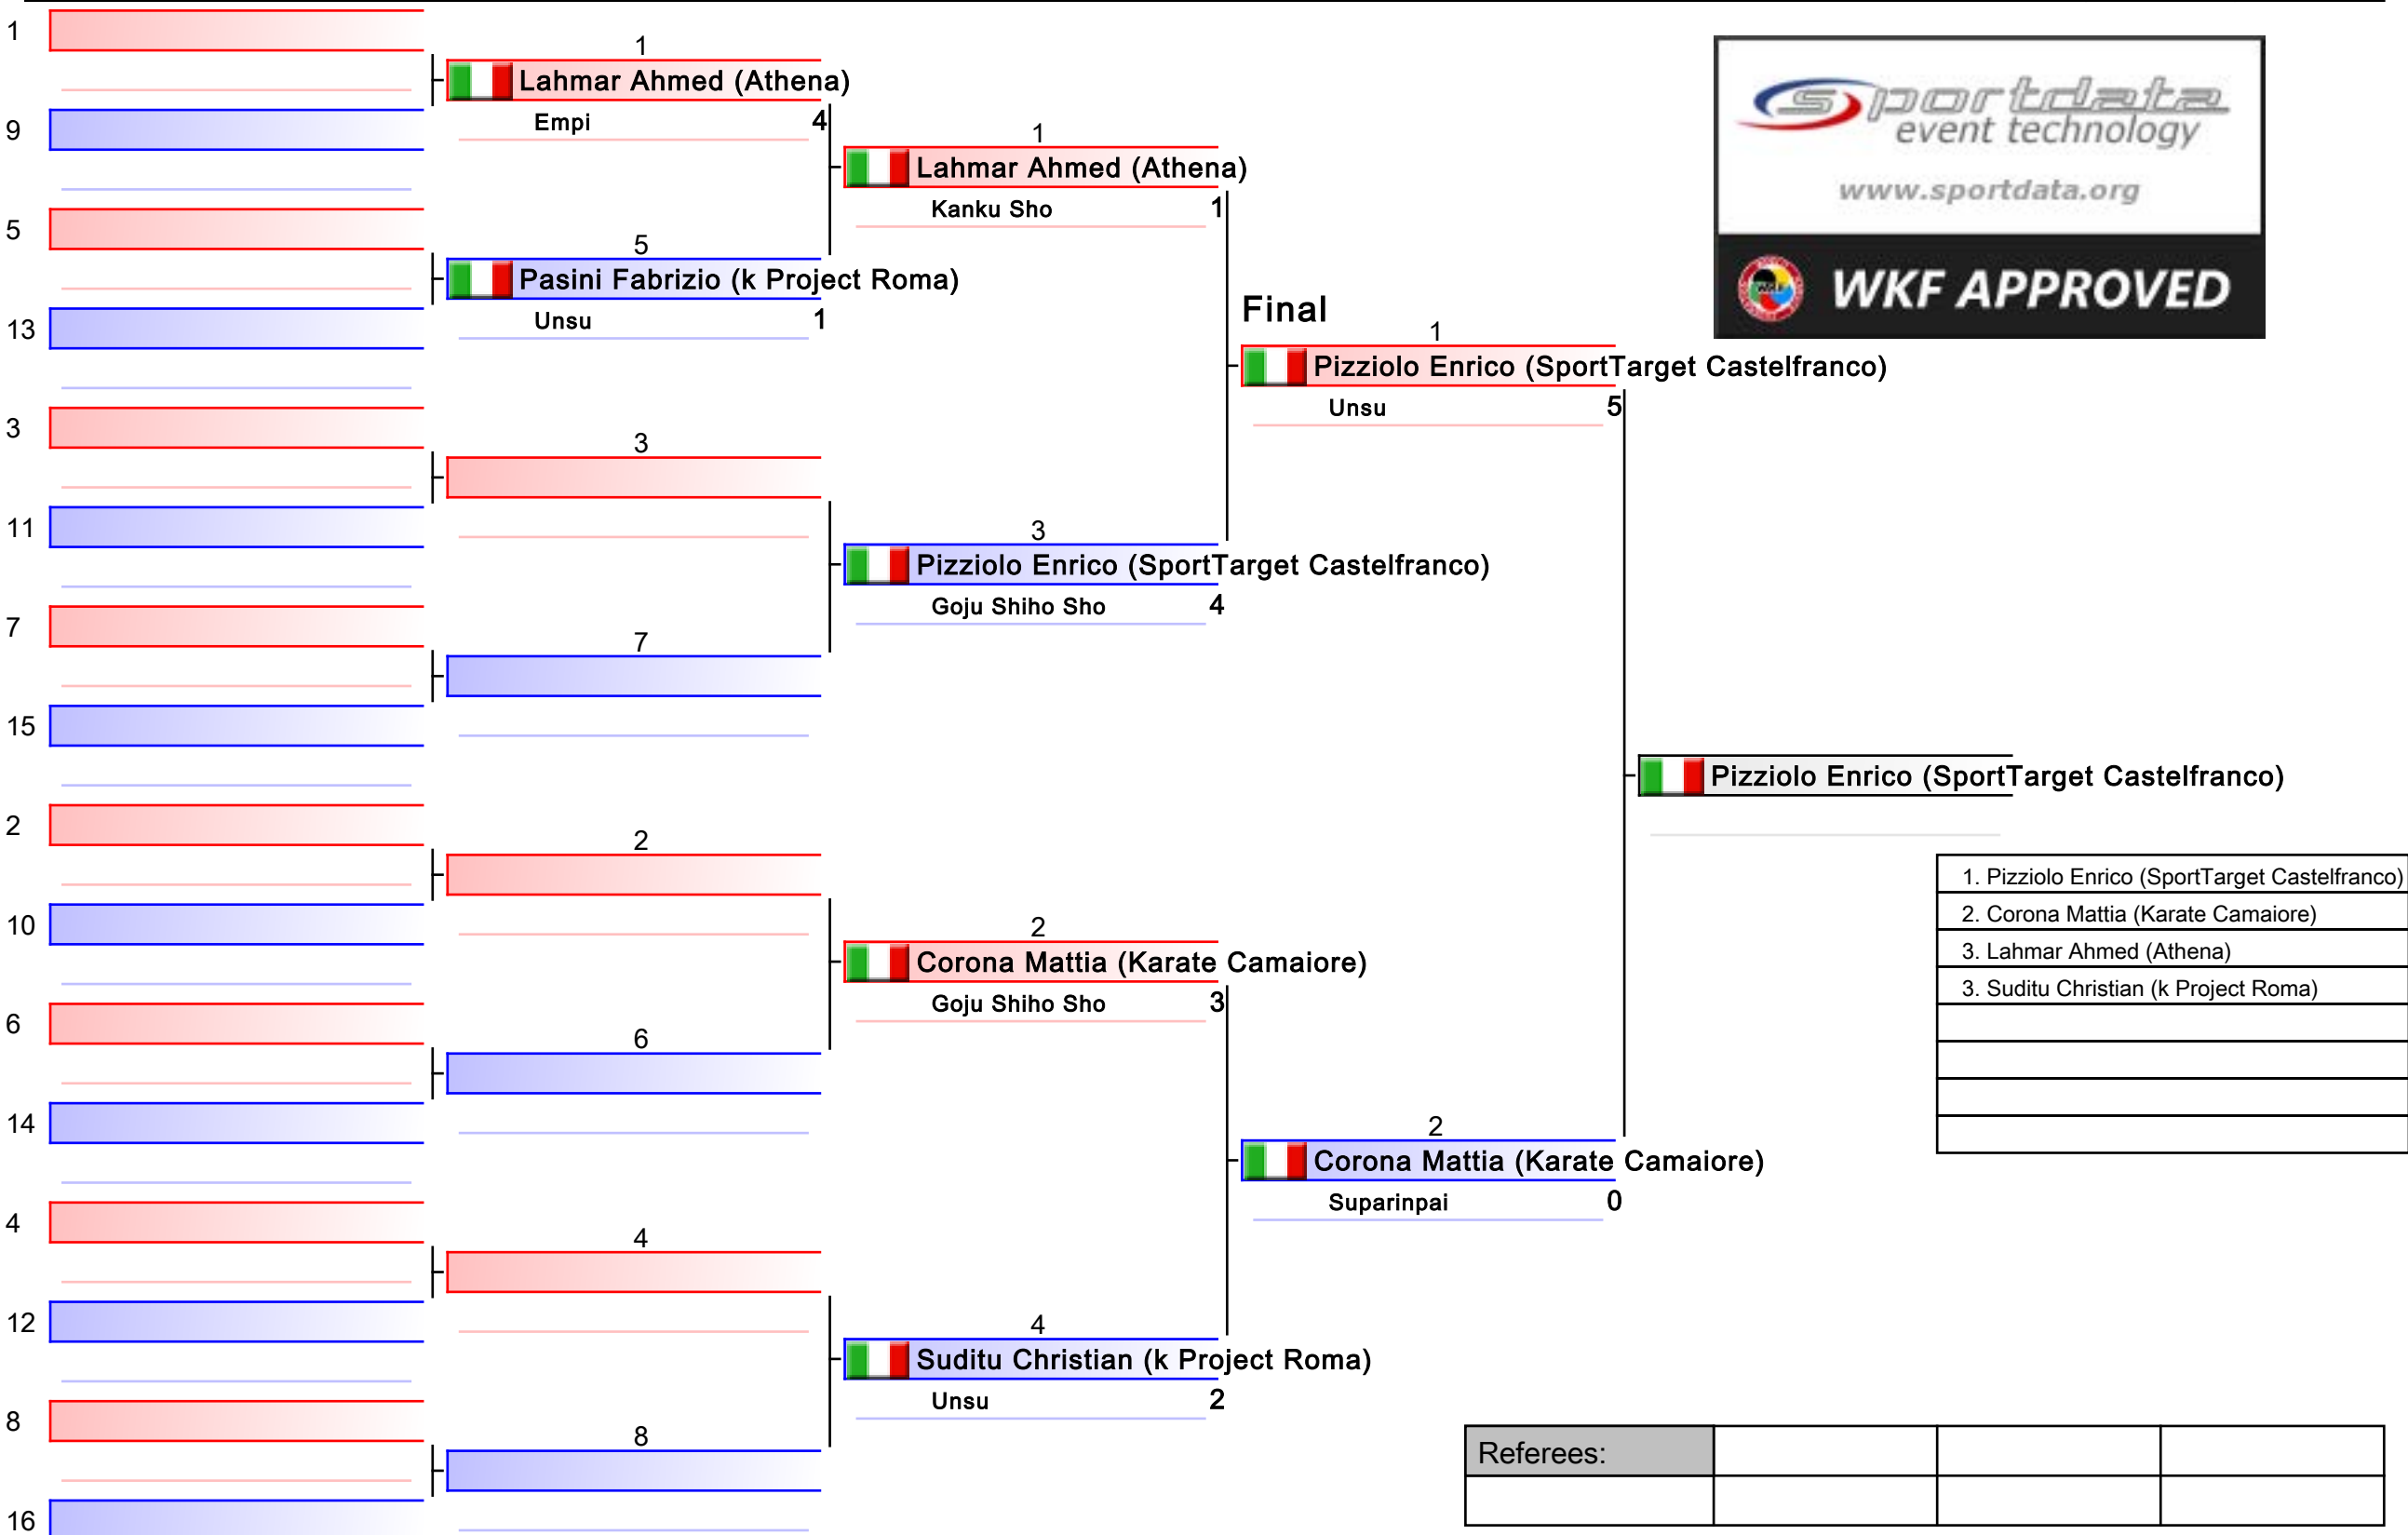 1
9
5
13
3
11
7
15
2
10
6
14
4
12
8
16
1
Lahmar Ahmed (Athena)
Empi 4
5
Pasini Fabrizio (k Project Roma)
Unsu 1
3
7
2
6
4
8
1
Lahmar Ahmed (Athena)
Kanku Sho 1
3
Pizziolo Enrico (SportTarget Castelfranco)
Goju Shiho Sho 4
2
Corona Mattia (Karate Camaiore)
Goju Shiho Sho 3
4
Suditu Christian (k Project Roma)
Unsu 2
Final
1
Pizziolo Enrico (SportTarget Castelfranco)
Unsu 5
2
Corona Mattia (Karate Camaiore)
Suparinpai 0
Pizziolo Enrico (SportTarget Castelfranco)
sportdata
event technology
www.sportdata.org
WKF APPROVED
1. Pizziolo Enrico (SportTarget Castelfranco)
2. Corona Mattia (Karate Camaiore)
3. Lahmar Ahmed (Athena)
3. Suditu Christian (k Project Roma)
Referees: